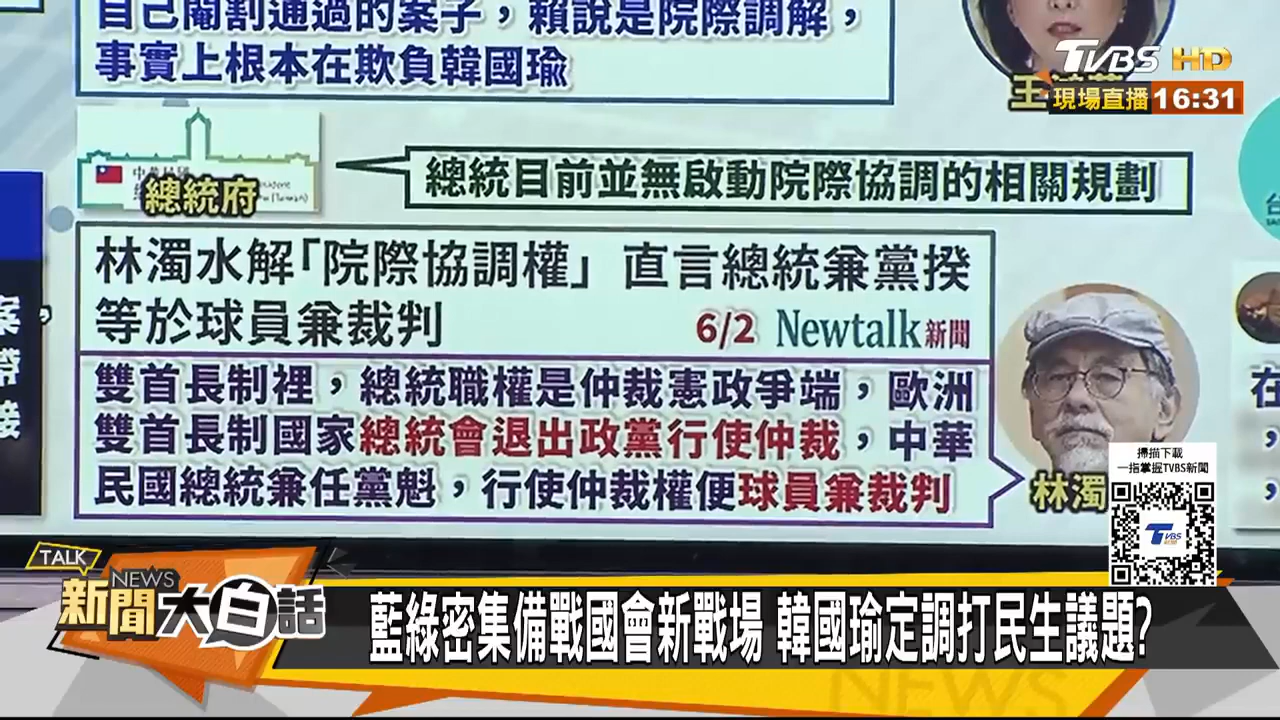 自己闖割通過的案子，賴說是院際調解，
事實上根本在欺負韓國瑜
TVBS HD
王
現場直播 16:31
總統府
總統目前並無啟動院際協調的相關規劃
林濁水解「院際協調權」 直言總統兼黨揆
等於球員兼裁判
6/2 Newtalk新聞
雙首長制裡，總統職權是仲裁憲政爭端，歐洲
雙首長制國家總統會退出政黨行使仲裁，中華
民國總統兼任黨魁，行使仲裁權便球員兼裁判
林濁
案，
帶
接
台
在
，
，
掃描下載
一指掌握TVBS新聞
TVBS
TALK
NEWS
新聞大白話
藍綠密集備戰國會新戰場 韓國瑜定調打民生議題?
NEWS